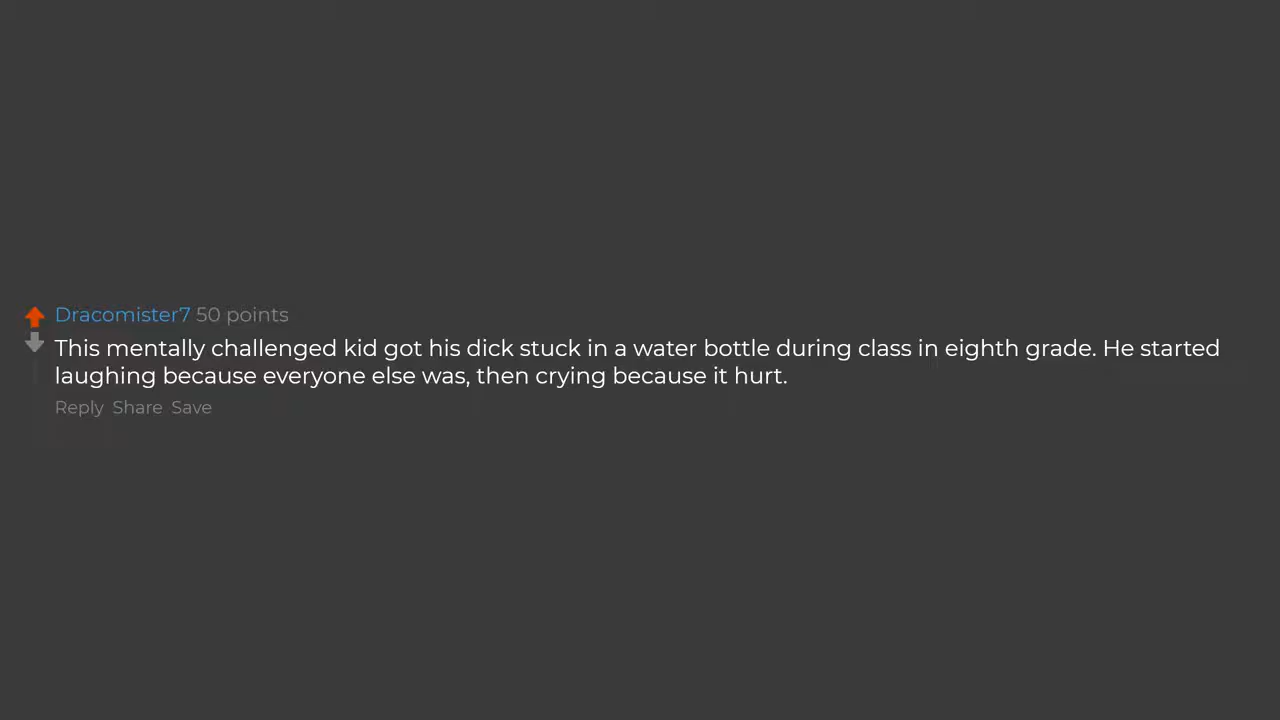 Dracomister7 50 points
This mentally challenged kid got his dick stuck in a water bottle during class in eighth grade. He started
laughing because everyone else was, then crying because it hurt.
Reply Share Save